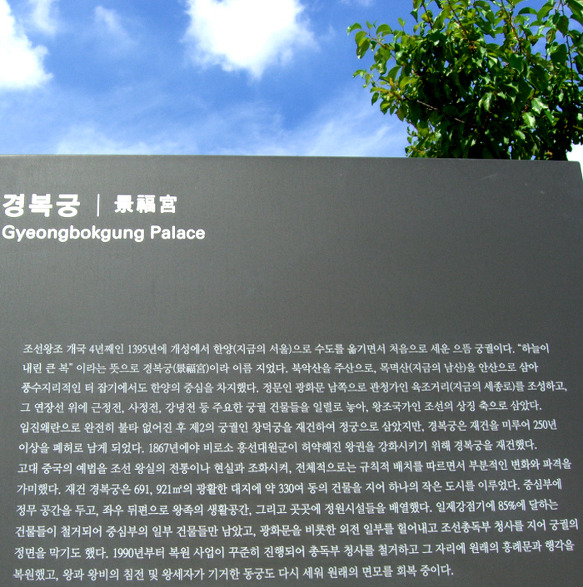 경복궁 | 景福宮
Gyeongbokgung Palace
조선왕조 개국 4년째인 1395년에 개성에서 한양(지금의 서울)으로 수도를 옮기면서 처음으로 세운 으뜸 궁궐이다. “하늘이
내린 큰 복” 이라는 뜻으로 경복궁(景福宮)이라 이름 지었다. 북악산을 주산으로, 목멱산(지금의 남산)을 안산으로 삼아
풍수지리적인 터 잡기에서도 한양의 중심을 차지했다. 정문인 광화문 남쪽으로 관청가인 육조거리(지금의 세종로)를 조성하고,
그 연장선 위에 근정전, 사정전, 강녕전 등 주요한 궁궐 건물들을 일렬로 놓아, 왕조국가인 조선의 상징 축으로 삼았다.
임진왜란으로 완전히 불타 없어진 후 제2의 궁궐인 창덕궁을 재건하여 정궁으로 삼았지만, 경복궁은 재건을 미루어 250년
이상을 폐허로 남게 되었다. 1867년에야 비로소 흥선대원군이 허약해진 왕권을 강화시키기 위해 경복궁을 재건했다.
고대 중국의 예법을 조선 왕실의 전통이나 현실과 조화시켜, 전체적으로는 규칙적 배치를 따르면서 부분적인 변화와 파격을
가미했다. 재건 경복궁은 691, 921㎡의 광활한 대지에 약 330여 동의 건물을 지어 하나의 작은 도시를 이루었다. 중심부에
정무 공간을 두고, 좌우 뒤편으로 왕족의 생활공간, 그리고 곳곳에 정원시설들을 배열했다. 일제강점기에 85%에 달하는
건물들이 철거되어 중심부의 일부 건물들만 남았고, 광화문을 비롯한 외전 일부를 헐어내고 조선총독부 청사를 지어 궁궐의
정면을 막기도 했다. 1990년부터 복원 사업이 꾸준히 진행되어 총독부 청사를 철거하고 그 자리에 원래의 흥례문과 행각을
복원했고, 왕과 왕비의 침전 및 왕세자가 기거한 동궁도 다시 세워 원래의 면모를 회복 중이다.